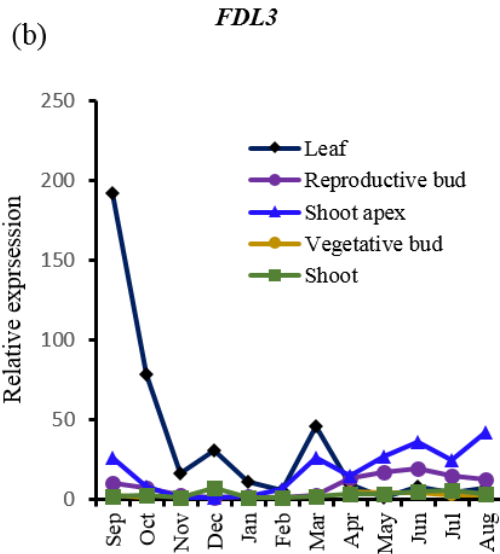 FDL3
(b)
250
200
150
100
50
0
Relative exprsession
Leaf
Reproductive bud
Shoot apex
Vegetative bud
Shoot
Sep Oct Nov Dec Jan Feb Mar Apr May Jun Jul Aug